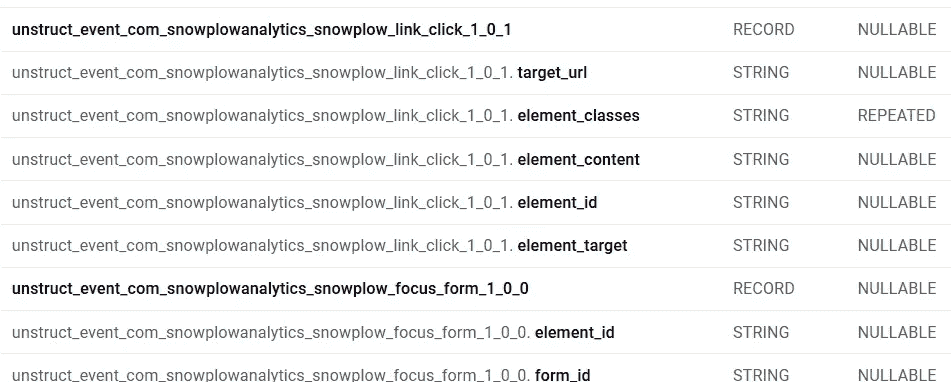 unstruct_event_com_snowplowanalytics_snowplow_link_click_1_0_1 RECORD NULLABLE
unstruct_event_com_snowplowanalytics_snowplow_link_click_1_0_1. target_url STRING NULLABLE
unstruct_event_com_snowplowanalytics_snowplow_link_click_1_0_1. element_classes STRING REPEATED
unstruct_event_com_snowplowanalytics_snowplow_link_click_1_0_1. element_content STRING NULLABLE
unstruct_event_com_snowplowanalytics_snowplow_link_click_1_0_1. element_id STRING NULLABLE
unstruct_event_com_snowplowanalytics_snowplow_link_click_1_0_1. element_target STRING NULLABLE
unstruct_event_com_snowplowanalytics_snowplow_focus_form_1_0_0 RECORD NULLABLE
unstruct_event_com_snowplowanalytics_snowplow_focus_form_1_0_0. element_id STRING NULLABLE
unstruct_event_com_snowplowanalytics_snowplow_focus_form_1_0_0. form_id STRING NULLABLE